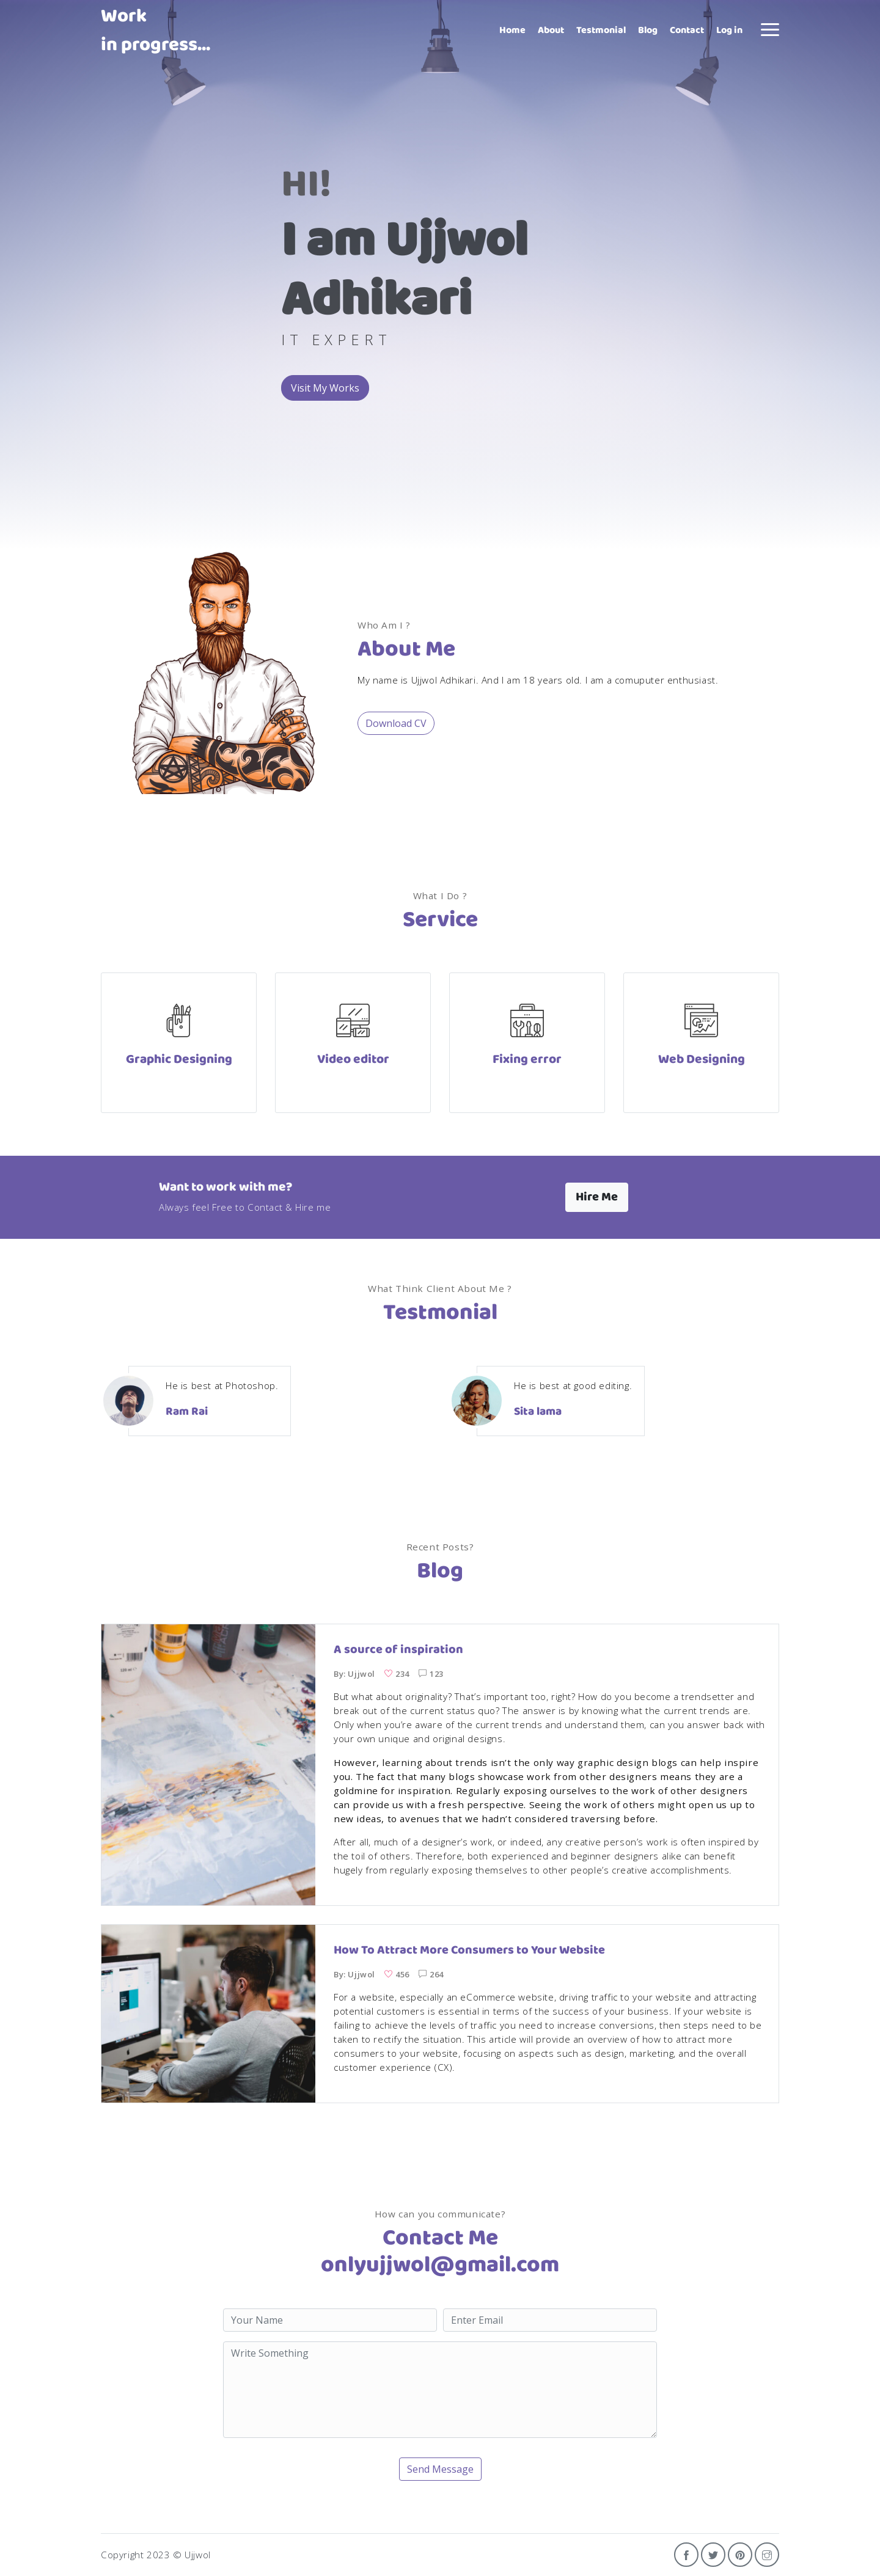 Work
in progress...
Home About Testmonial Blog Contact Log in
HI!
I am Ujjwol
Adhikari
IT EXPERT
Visit My Works
Who Am I ?
About Me
My name is Ujjwol Adhikari. And I am 18 years old. I am a comuputer enthusiast.
Download CV
What I Do ?
Service
Graphic Designing
Video editor
Fixing error
Web Designing
Want to work with me?
Always feel Free to Contact & Hire me
Hire Me
What Think Client About Me ?
Testmonial
He is best at Photoshop.
Ram Rai
He is best at good editing.
Sita lama
Recent Posts?
Blog
A source of inspiration
By: Ujjwol 234 123
But what about originality? That's important too, right? How do you become a trendsetter and
break out of the current status quo? The answer is by knowing what the current trends are.
Only when you're aware of the current trends and understand them, can you answer back with
your own unique and original designs.
However, learning about trends isn't the only way graphic design blogs can help inspire
you. The fact that many blogs showcase work from other designers means they are a
goldmine for inspiration. Regularly exposing ourselves to the work of other designers
can provide us with a fresh perspective. Seeing the work of others might open us up to
new ideas, to avenues that we hadn't considered traversing before.
After all, much of a designer's work, or indeed, any creative person's work is often inspired by
the toil of others. Therefore, both experienced and beginner designers alike can benefit
hugely from regularly exposing themselves to other people's creative accomplishments.
How To Attract More Consumers to Your Website
By: Ujjwol 456 264
For a website, especially an eCommerce website, driving traffic to your website and attracting
potential customers is essential in terms of the success of your business. If your website is
failing to achieve the levels of traffic you need to increase conversions, then steps need to be
taken to rectify the situation. This article will provide an overview of how to attract more
consumers to your website, focusing on aspects such as design, marketing, and the overall
customer experience (CX).
How can you communicate?
Contact Me
onlyujjwol@gmail.com
Your Name
Enter Email
Write Something
Send Message
Copyright 2023 © Ujjwol